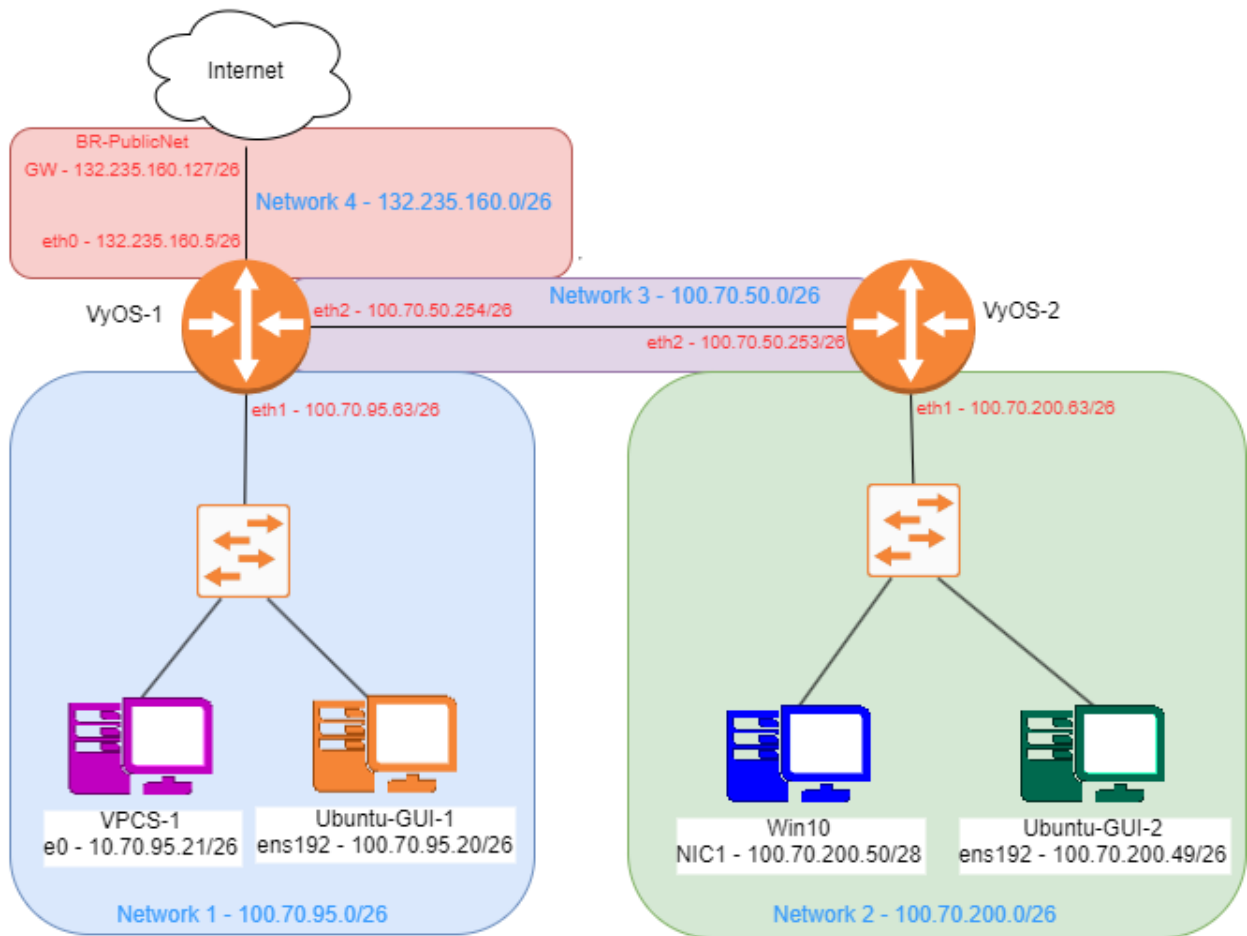 Internet
BR-PublicNet
GW - 132.235.160.127/26
Network 4 - 132.235.160.0/26
eth0 - 132.235.160.5/26
VyOS-1
eth2 - 100.70.50.254/26
Network 3 - 100.70.50.0/26
eth2 - 100.70.50.253/26
VyOS-2
eth1 - 100.70.95.63/26
eth1 - 100.70.200.63/26
VPCS-1
e0 - 10.70.95.21/26
Ubuntu-GUI-1
ens192 - 100.70.95.20/26
Win10
NIC1 - 100.70.200.50/28
Ubuntu-GUI-2
ens192 - 100.70.200.49/26
Network 1 - 100.70.95.0/26
Network 2 - 100.70.200.0/26